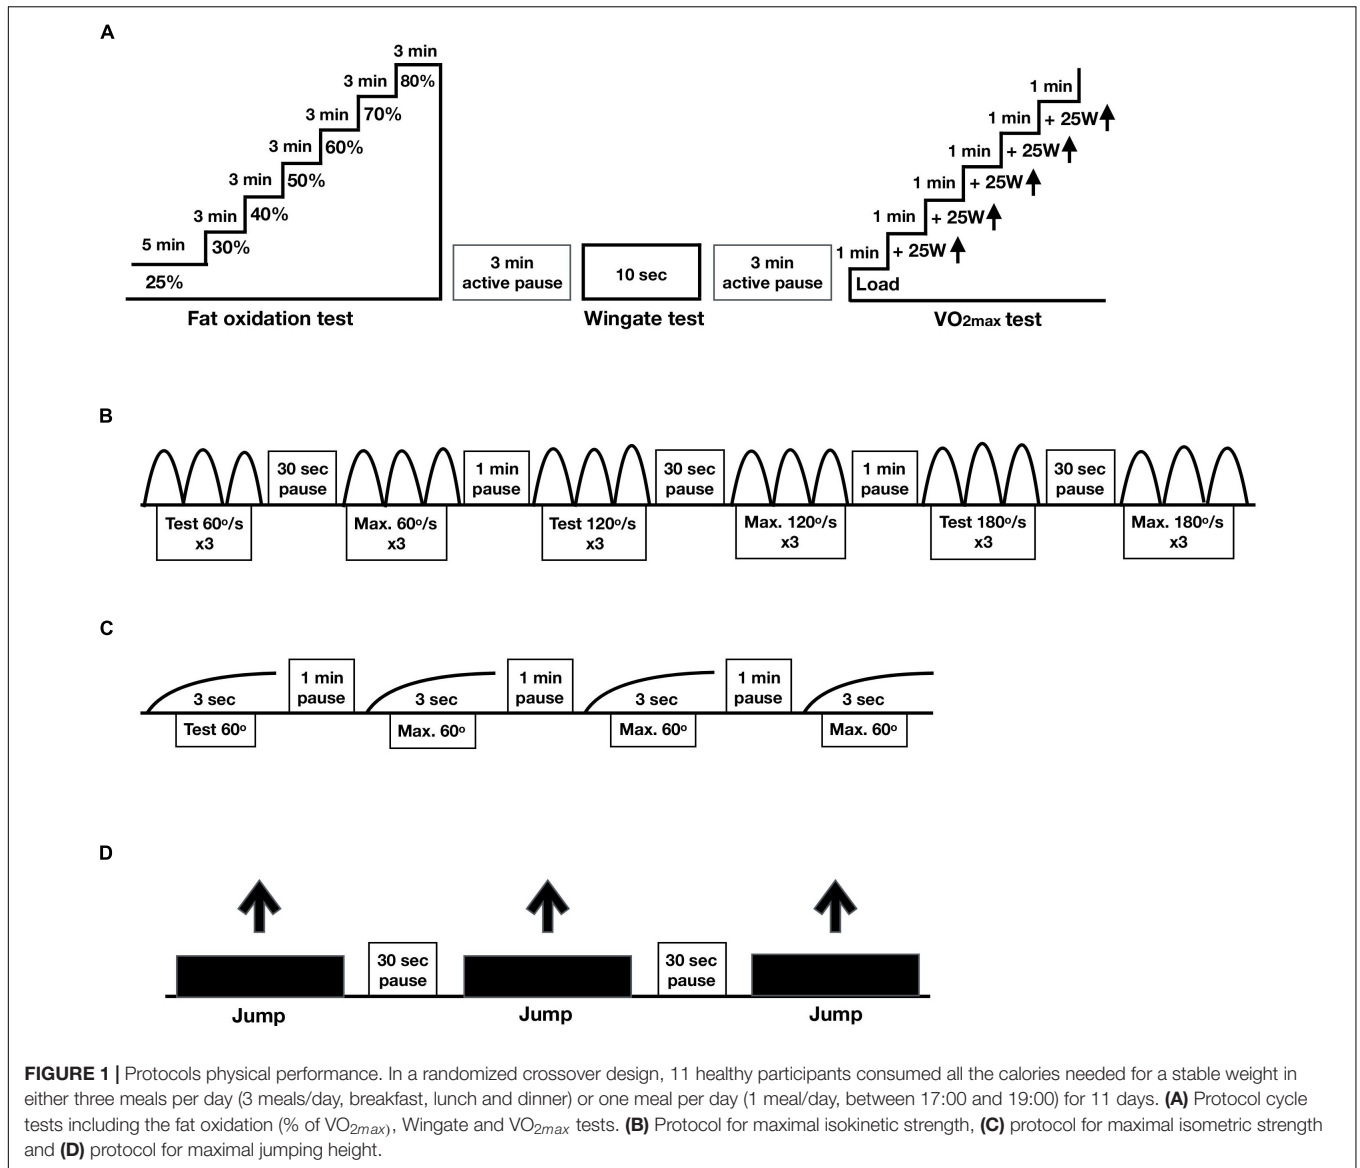 A
3 min
80%
3 min
70%
3 min
60%
3 min
50%
3 min
40%
3 min
30%
5 min
25%
Fat oxidation test
3 min
active pause
10 sec
Wingate test
3 min
active pause
1 min
+ 25W
1 min
+ 25W
1 min
+ 25W
1 min
+ 25W
1 min
+ 25W
1 min
Load
VO2max test
B
30 sec
pause
1 min
pause
30 sec
pause
1 min
pause
30 sec
pause
Test 60º/s
x3
Max. 60º/s
x3
Test 120º/s
x3
Max. 120º/s
x3
Test 180º/s
x3
Max. 180º/s
x3
C
3 sec
1 min
pause
3 sec
1 min
pause
3 sec
1 min
pause
3 sec
Test 60º
Max. 60º
Max. 60º
Max. 60º
D
30 sec
pause
30 sec
pause
Jump
Jump
Jump
FIGURE 1 | Protocols physical performance. In a randomized crossover design, 11 healthy participants consumed all the calories needed for a stable weight in
either three meals per day (3 meals/day, breakfast, lunch and dinner) or one meal per day (1 meal/day, between 17:00 and 19:00) for 11 days. (A) Protocol cycle
tests including the fat oxidation (% of VO2max), Wingate and VO2max tests. (B) Protocol for maximal isokinetic strength, (C) protocol for maximal isometric strength
and (D) protocol for maximal jumping height.